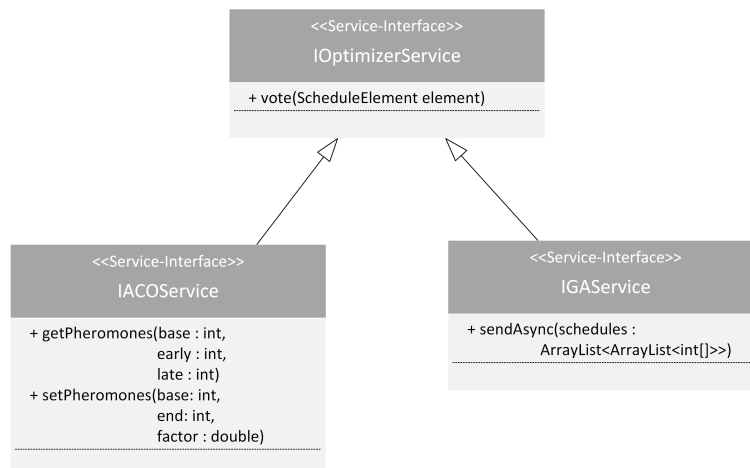 <<Service-Interface>>
IOptimizerService
+ vote(ScheduleElement element)
<<Service-Interface>>
IACOService
+ getPheromones(base : int,
early : int,
late : int)
+ setPheromones(base: int,
end: int,
factor : double)
<<Service-Interface>>
IGAService
+ sendAsync(schedules :
ArrayList<ArrayList<int[]>>)